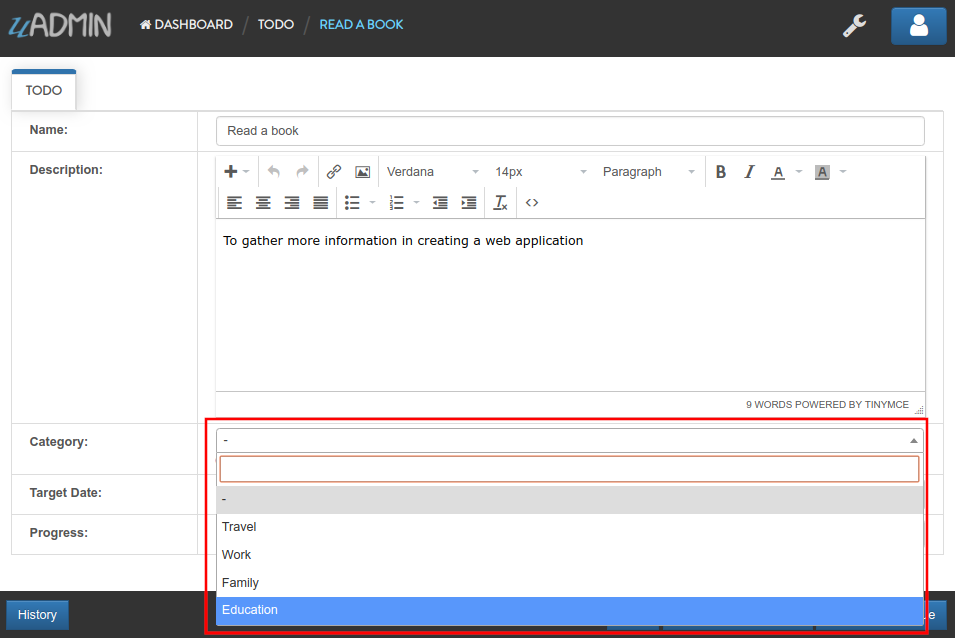 uADMIN DASHBOARD / TODO / READ A BOOK
TODO
Name: Read a book
Description:
Verdana 14px Paragraph B I A A
To gather more information in creating a web application
9 WORDS POWERED BY TINYMCE
Category: -
-
Travel
Target Date:
Work
Progress:
Family
Education
History
e